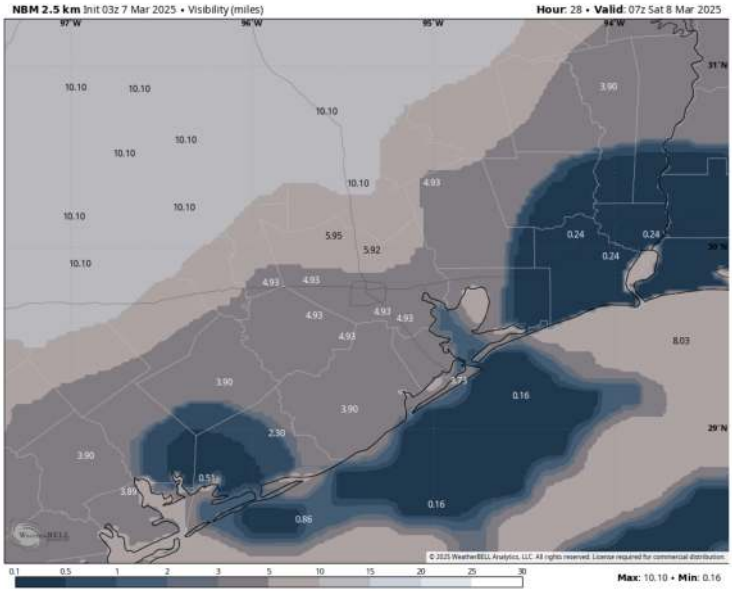 NBM 2.5 km Init 03z 7 Mar 2025 • Visibility (miles) Hour: 28 • Valid: 07z Sat 8 Mar 2025
97°W 96°W 95°W 94°W
31°N
10.10 10.10 3.90
10.10
10.10
10.10
10.10 4.93
10.10 10.10
5.95 0.24 0.24
5.92 30°N
10.10 0.24
4.93 4.93
4.93 4.93 4.93
4.93 8.03
3.90 3.73
0.16
3.90
2.30 29°N
3.90
0.51
3.89
0.16
0.86
WeatherBELL
© 2025 WeatherBELL Analytics, LLC. All rights reserved. License required for commercial distribution.
0.1 0.5 1 2 3 5 10 15 20 25 30
Max: 10.10 • Min: 0.16